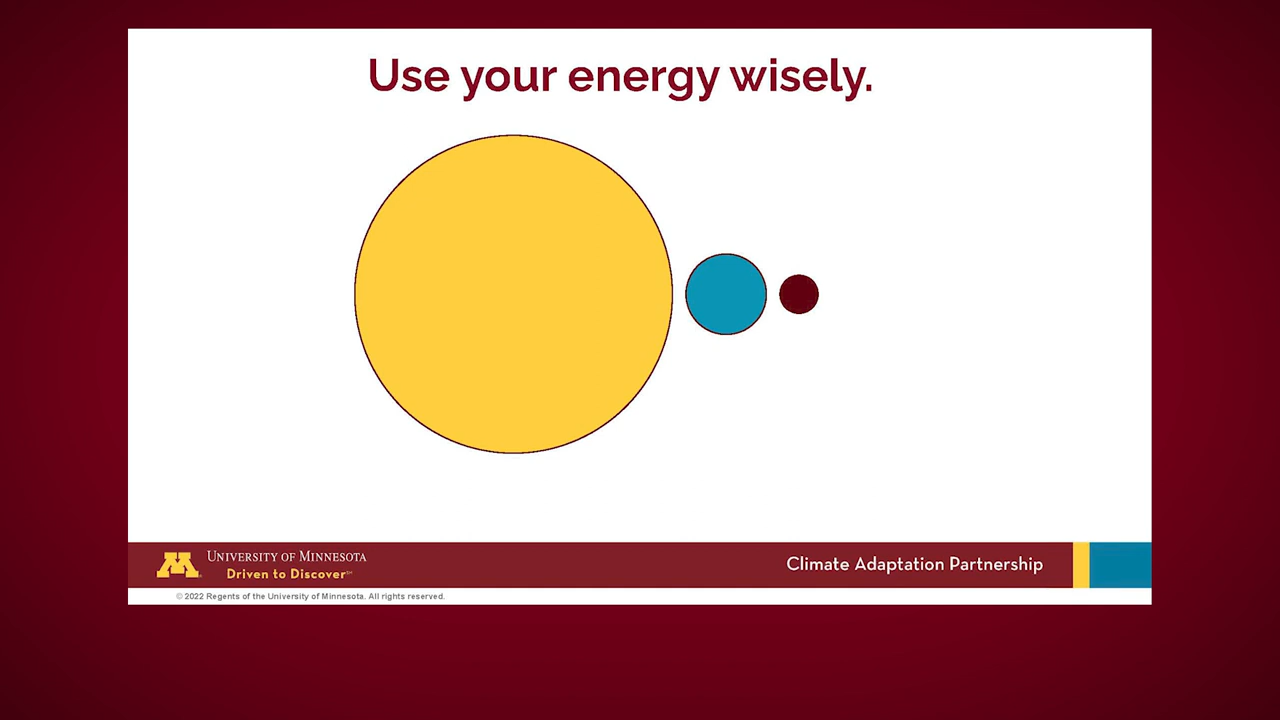 Use your energy wisely.
UNIVERSITY OF MINNESOTA
Driven to Discover℠
Climate Adaptation Partnership
© 2022 Regents of the University of Minnesota. All rights reserved.